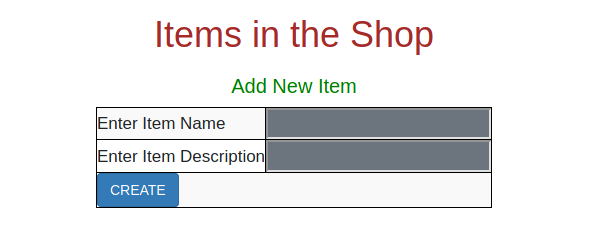 Items in the Shop
Add New Item
Enter Item Name
Enter Item Description
CREATE